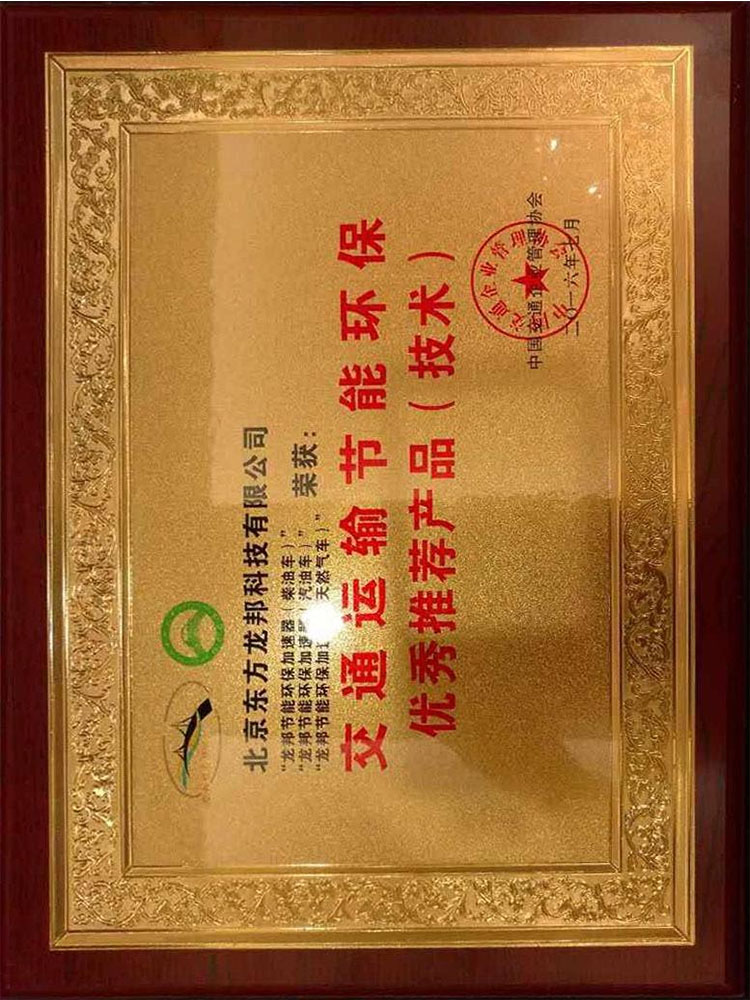 北京东方龙邦科技有限公司
“龙邦节能环保加速器（柴油车）”
“龙邦节能环保加速器（汽油车）”
“龙邦节能环保加速 天然气车）”
荣获：
交通运输节能环保
优秀推荐产品（技术）
中国交通企业管理协会
二〇一六年七月